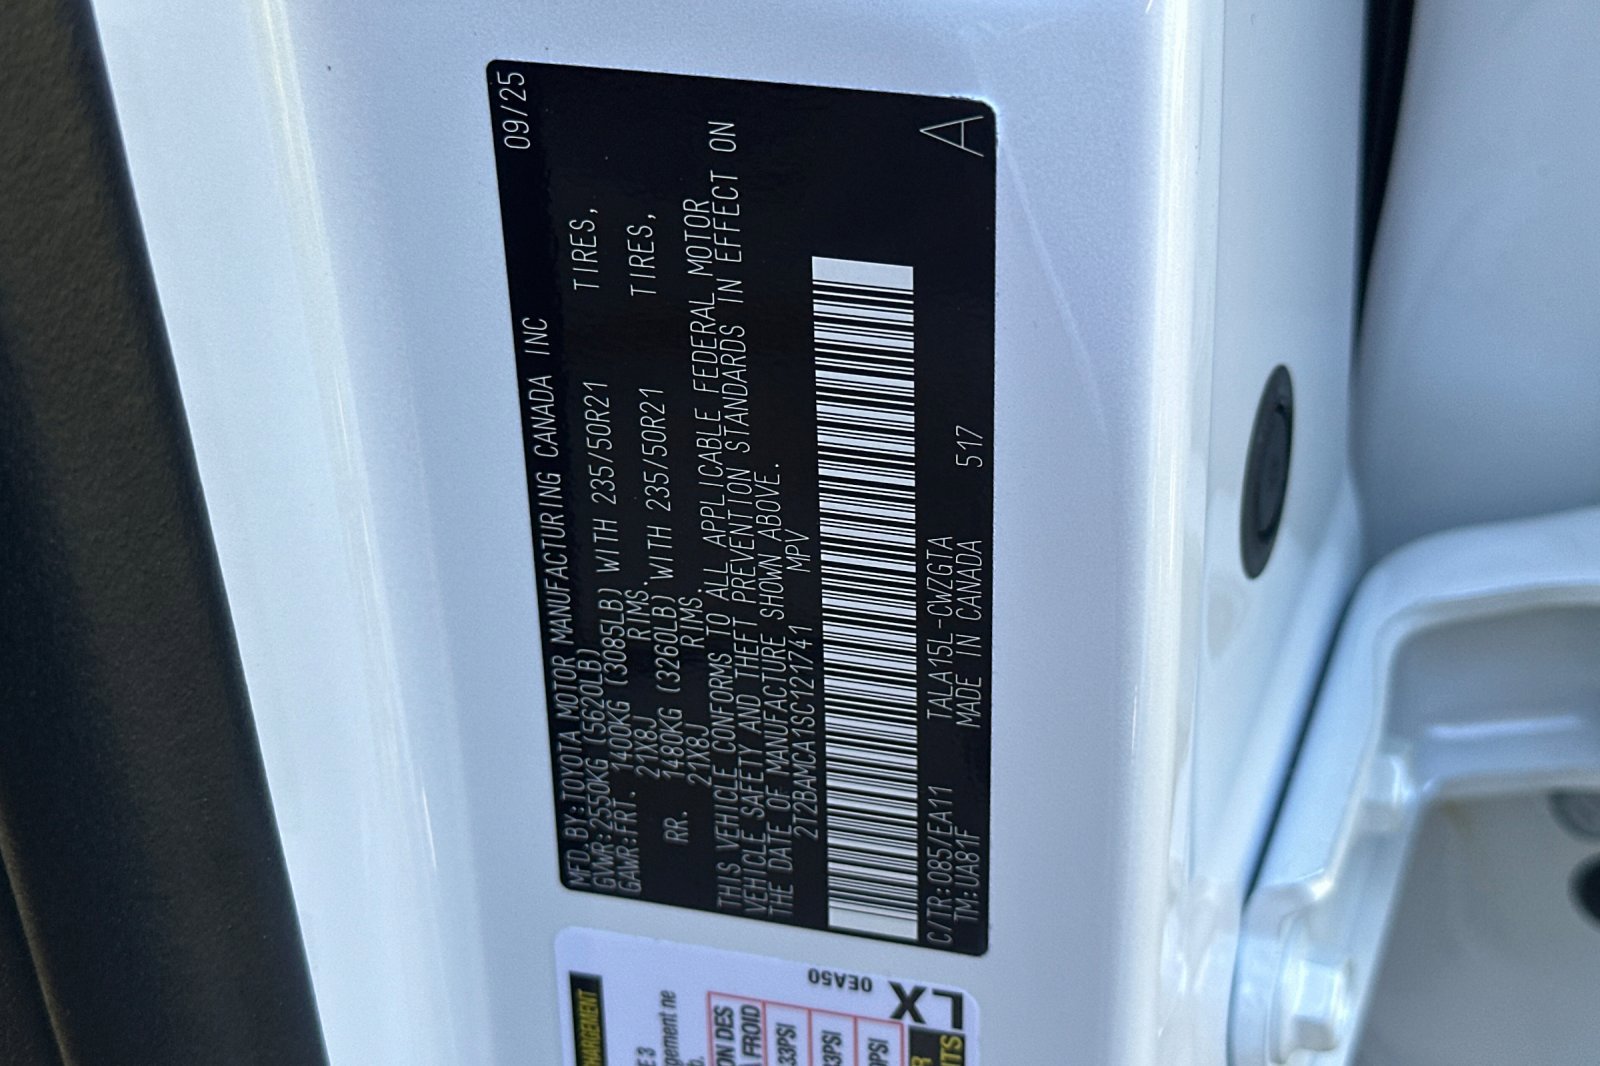 MFD.BY:TOYOTA MOTOR MANUFACTURING CANADA INC 09/25
GVWR:2550KG (5620LB)
GAWR:FRT. 1400KG (3085LB) WITH 235/50R21 TIRES,
21X8J RIMS.
RR. 1480KG (3260LB) WITH 235/50R21 TIRES,
21X8J RIMS.
THIS VEHICLE CONFORMS TO ALL APPLICABLE FEDERAL MOTOR
VEHICLE SAFETY AND THEFT PREVENTION STANDARDS IN EFFECT ON
THE DATE OF MANUFACTURE SHOWN ABOVE.
2T2BAMCA1SC121741 MPV
C/TR:085/EA11 TALA15L-CWZGTA 517 A
TM:UA81F MADE IN CANADA
0EA50
LX
33PSI